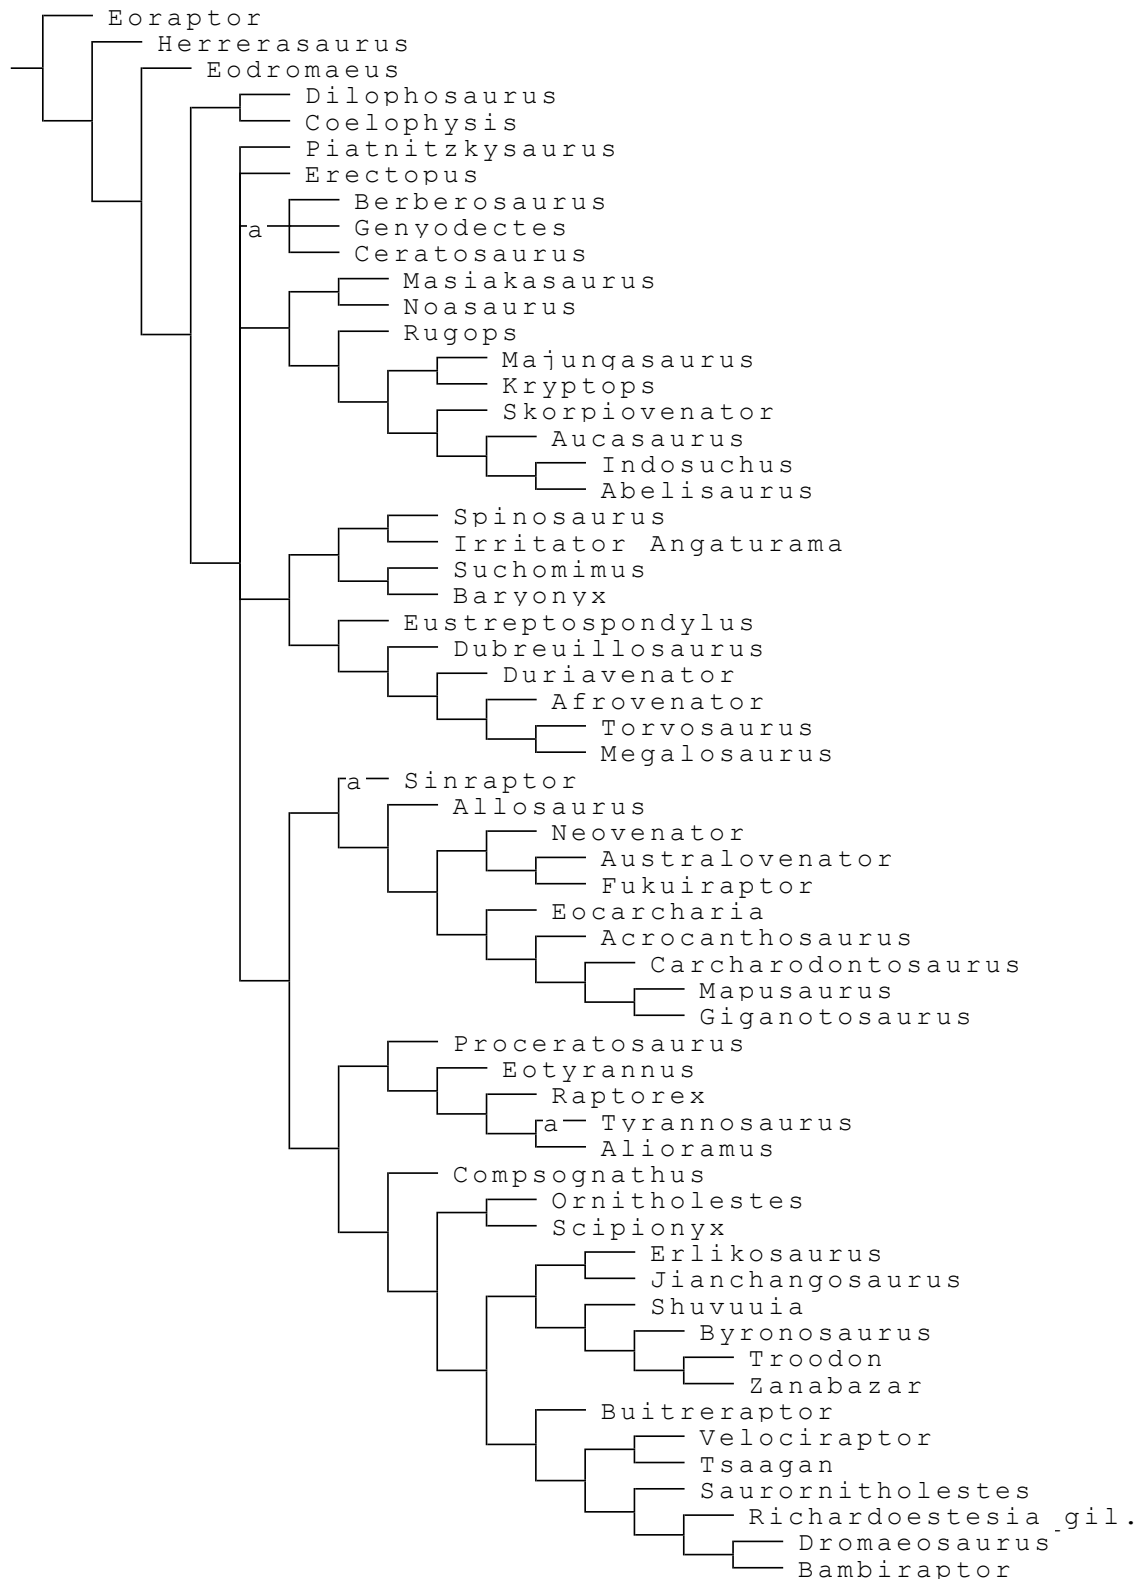 Eoraptor
Herrerasaurus
Eodromaeus
Dilophosaurus
Coelophysis
Piatnitzkysaurus
Erectopus
Berberosaurus
a Genyodectes
Ceratosaurus
Masiakasaurus
Noasaurus
Rugops
Majungasaurus
Kryptops
Skorpiovenator
Aucasaurus
Indosuchus
Abelisaurus
Spinosaurus
Irritator Angaturama
Suchomimus
Baryonyx
Eustreptospondylus
Dubreuillosaurus
Duriavenator
Afrovenator
Torvosaurus
Megalosaurus
a Sinraptor
Allosaurus
Neovenator
Australovenator
Fukuiraptor
Eocarcharia
Acrocanthosaurus
Carcharodontosaurus
Mapusaurus
Giganotosaurus
Proceratosaurus
Eotyrannus
Raptorex
a Tyrannosaurus
Alioramus
Compsognathus
Ornitholestes
Scipionyx
Erlikosaurus
Jianchangosaurus
Shuvuuia
Byronosaurus
Troodon
Zanabazar
Buitreraptor
Velociraptor
Tsaagan
Saurornitholestes
Richardoestesia gil.
Dromaeosaurus
Bambiraptor